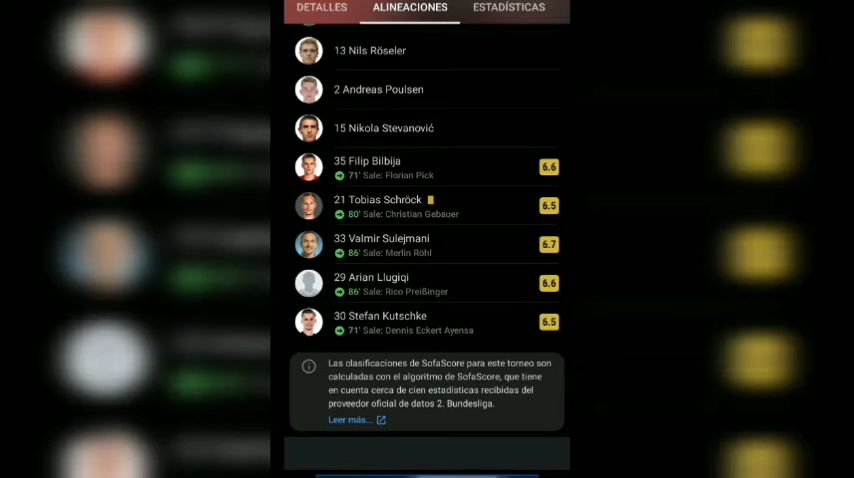 DETALLES ALINEACIONES ESTADÍSTICAS
13 Nils Röseler
2 Andreas Poulsen
15 Nikola Stevanović
35 Filip Bilbija
71' Sale: Florian Pick
6.6
21 Tobias Schröck
80' Sale: Christian Gebauer
6.5
33 Valmir Sulejmani
86' Sale: Merlin Röhl
6.7
29 Arian Llugiqi
86' Sale: Rico Preißinger
6.6
30 Stefan Kutschke
71' Sale: Dennis Eckert Ayensa
6.5
Las clasificaciones de SofaScore para este torneo son
calculadas con el algoritmo de SofaScore, que tiene
en cuenta cerca de cien estadísticas recibidas del
proveedor oficial de datos 2. Bundesliga.
Leer más...